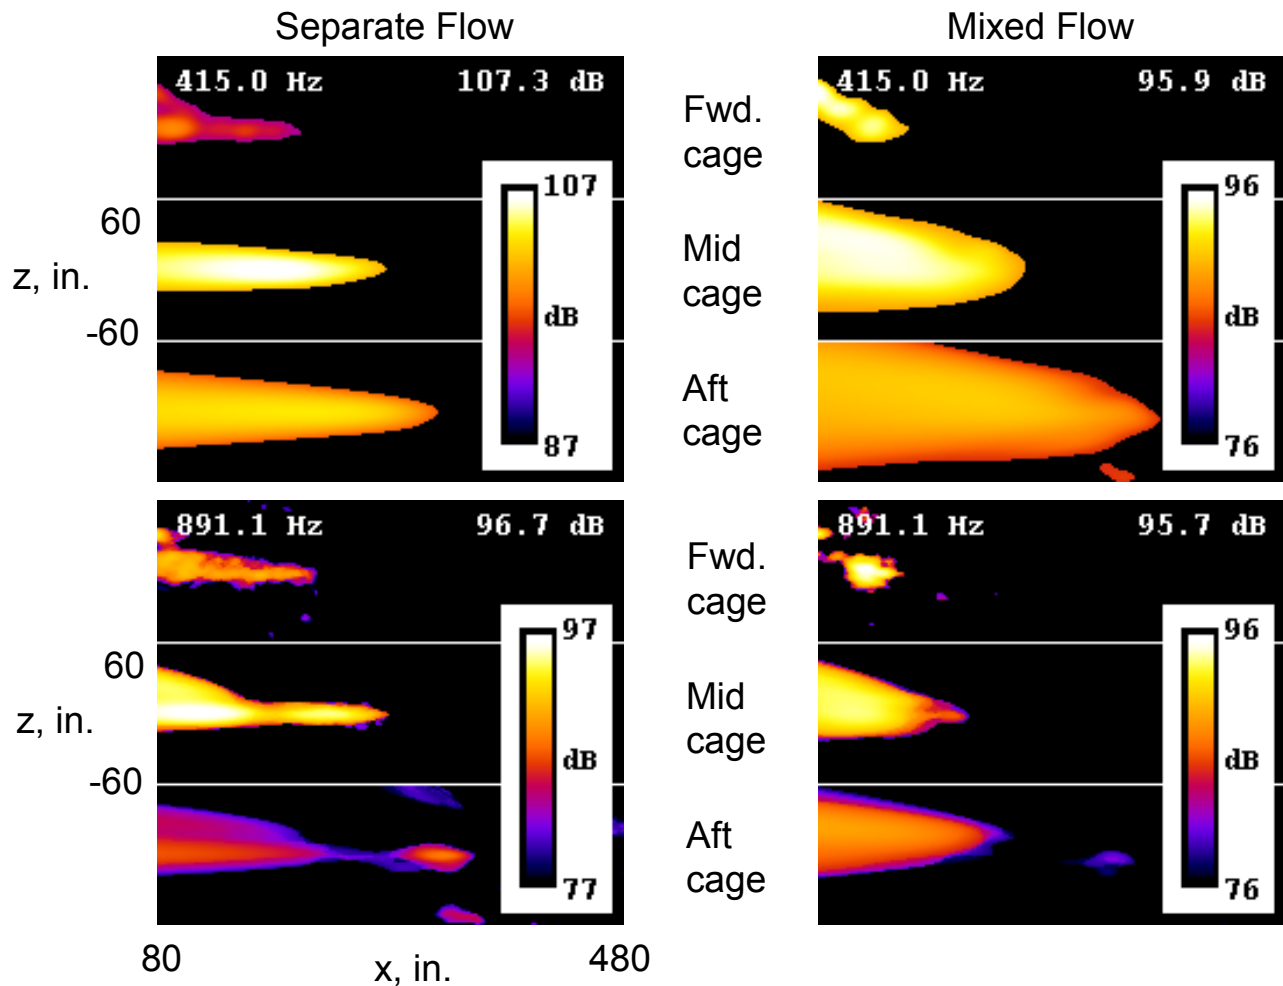 Separate Flow
Mixed Flow
415.0 Hz 107.3 dB
107
dB
87
60
z, in.
-60
Fwd.
cage
Mid
cage
Aft
cage
415.0 Hz 95.9 dB
96
dB
76
891.1 Hz 96.7 dB
97
dB
77
60
z, in.
-60
Fwd.
cage
Mid
cage
Aft
cage
891.1 Hz 95.7 dB
96
dB
76
80
x, in.
480